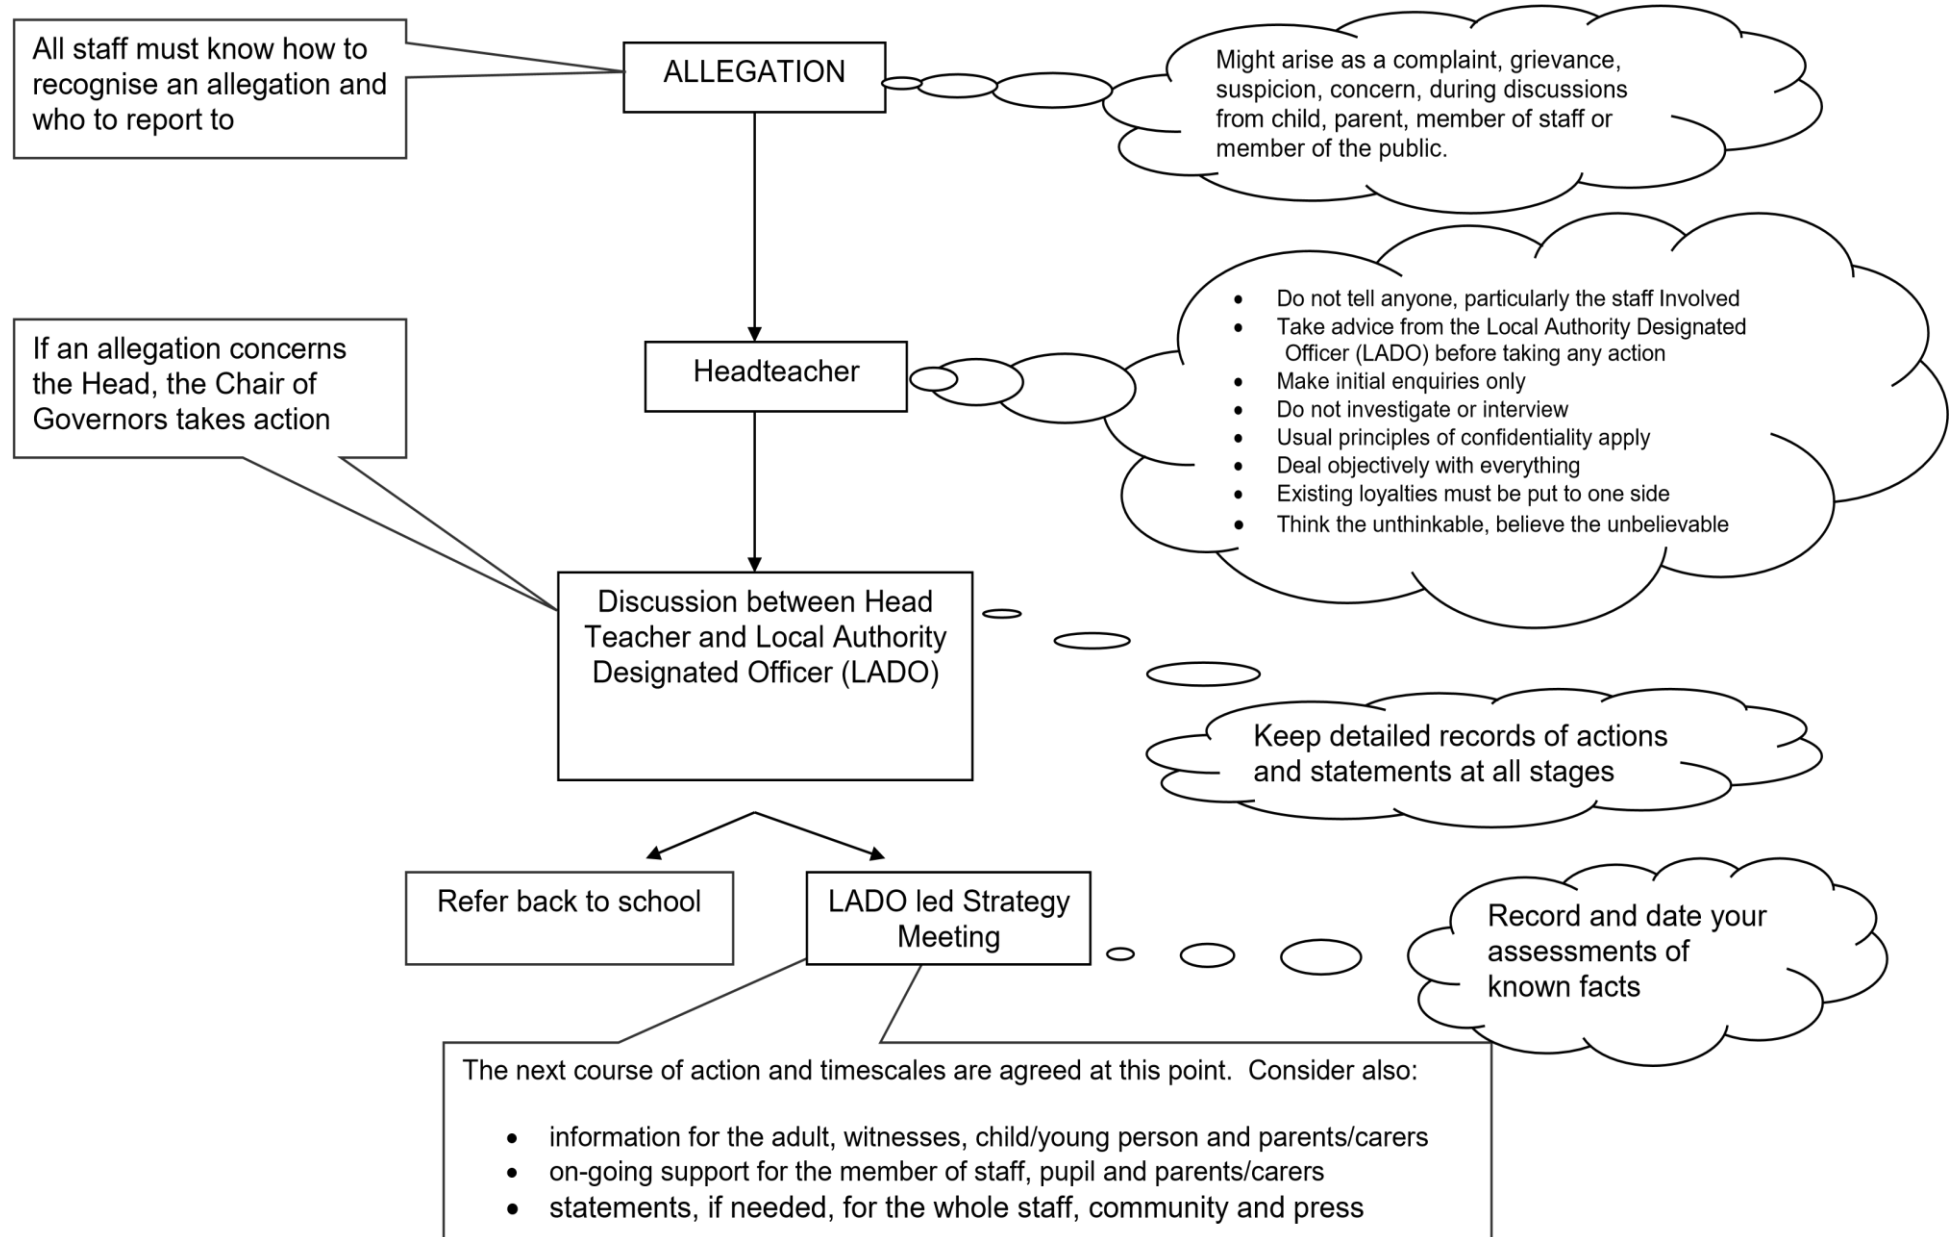 All staff must know how to
recognise an allegation and
who to report to
ALLEGATION
Might arise as a complaint, grievance,
suspicion, concern, during discussions
from child, parent, member of staff or
member of the public.
If an allegation concerns
the Head, the Chair of
Governors takes action
Headteacher
• Do not tell anyone, particularly the staff Involved
• Take advice from the Local Authority Designated
Officer (LADO) before taking any action
• Make initial enquiries only
• Do not investigate or interview
• Usual principles of confidentiality apply
• Deal objectively with everything
• Existing loyalties must be put to one side
• Think the unthinkable, believe the unbelievable
Discussion between Head
Teacher and Local Authority
Designated Officer (LADO)
Keep detailed records of actions
and statements at all stages
Refer back to school
LADO led Strategy
Meeting
Record and date your
assessments of
known facts
The next course of action and timescales are agreed at this point.  Consider also:
• information for the adult, witnesses, child/young person and parents/carers
• on-going support for the member of staff, pupil and parents/carers
• statements, if needed, for the whole staff, community and press